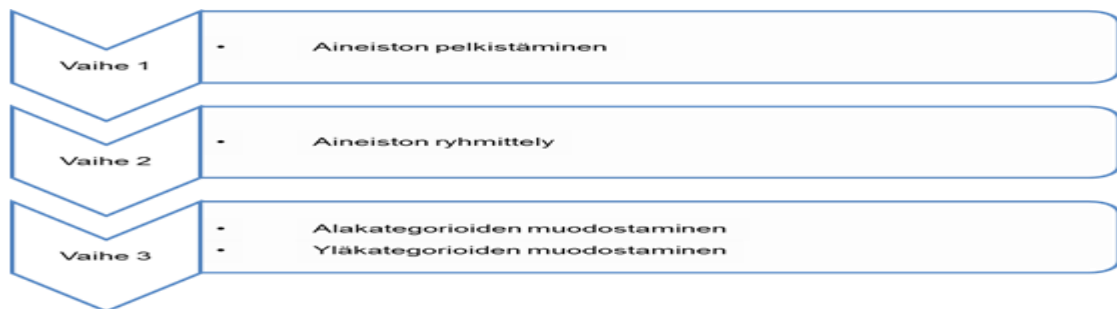 Vaihe 1
• Aineiston pelkistäminen
Vaihe 2
• Aineiston ryhmittely
Vaihe 3
• Alakategorioiden muodostaminen
• Yläkategorioiden muodostaminen